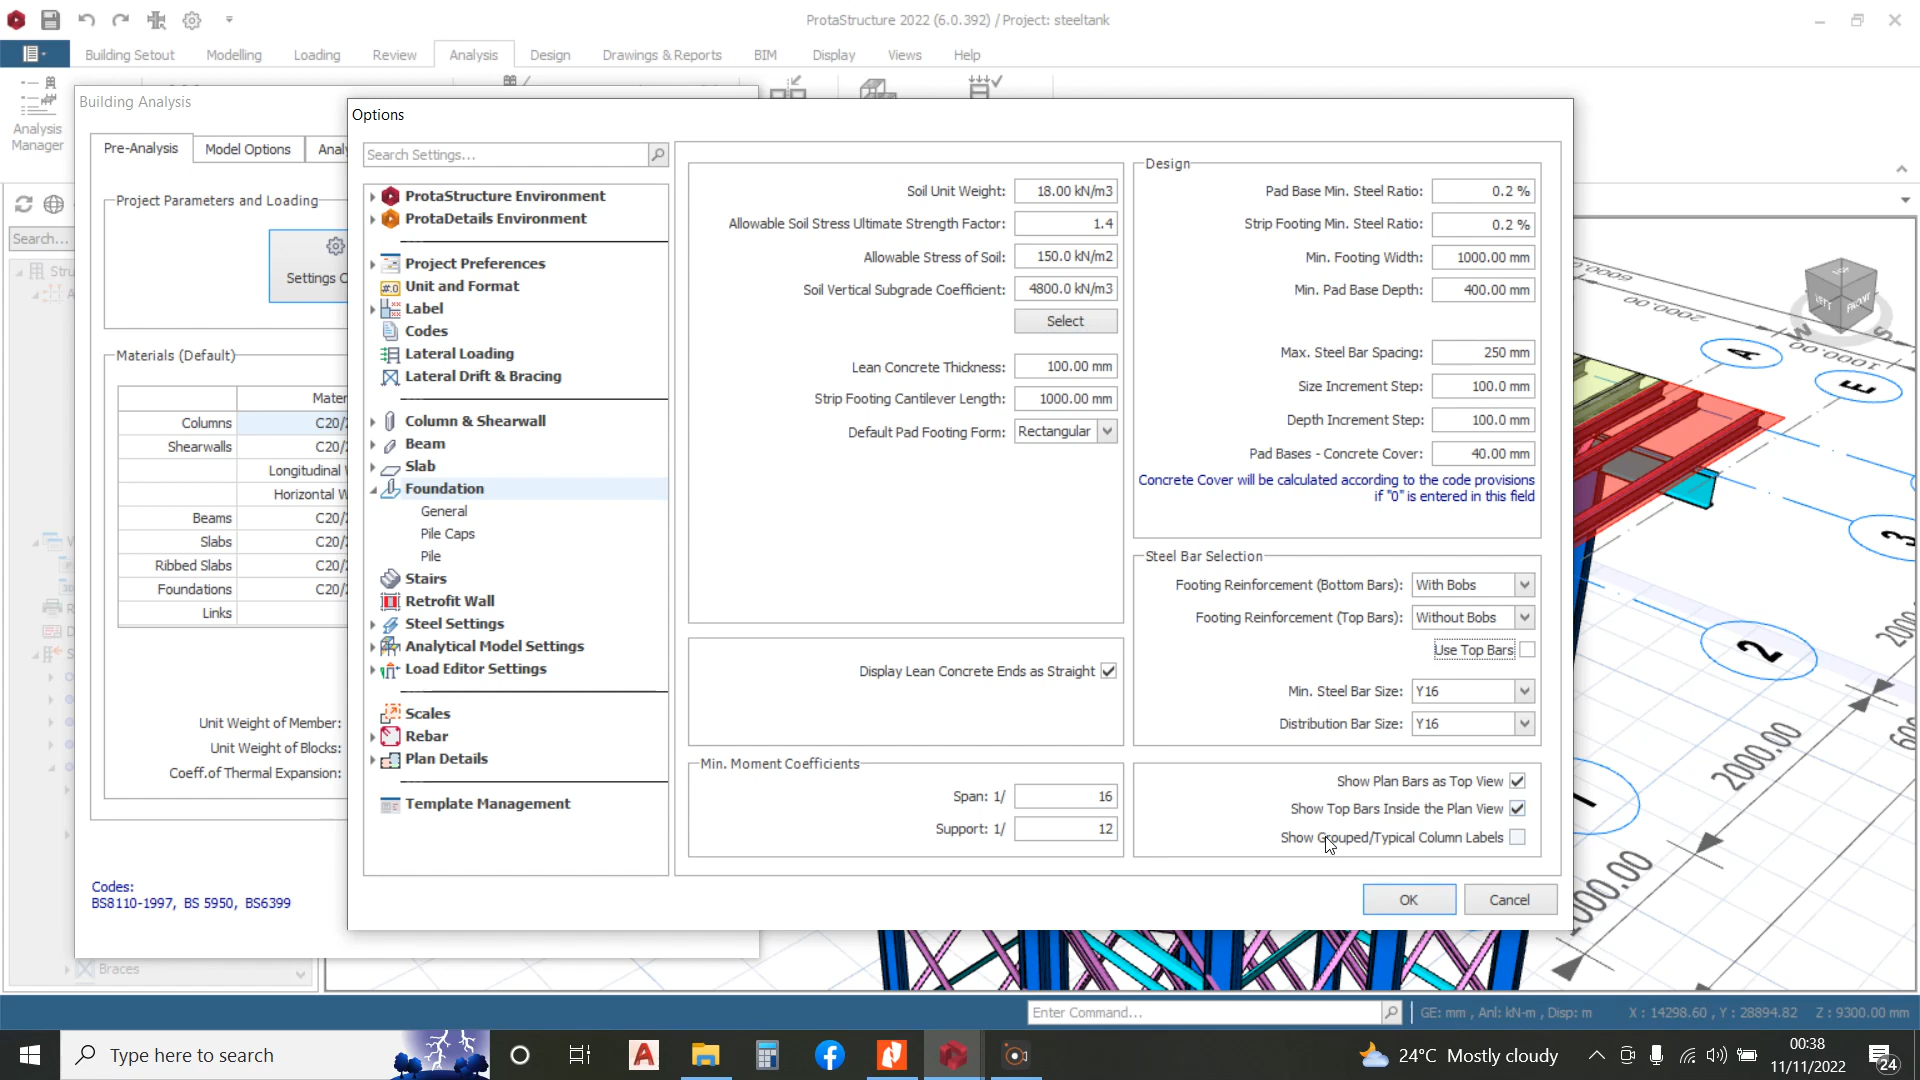 ProtaStructure 2022 (6.0.392) / Project: steeltank
Building Setout
Modelling
Loading
Review
Analysis
Design
Drawings & Reports
BIM
Display
Views
Help
Analysis
Manager
Building Analysis
Pre-Analysis
Model Options
Project Parameters and Loading
Materials (Default)
Columns
C20/
Shearwalls
C20/
Beams
C20/
Slabs
C20/
Ribbed Slabs
C20/
Foundations
C20/
Links
Unit Weight of Member:
Unit Weight of Blocks:
Coeff.of Thermal Expansion:
Codes:
BS8110-1997, BS 5950, BS6399
Search...
Braces
Options
Search Settings...
ProtaStructure Environment
ProtaDetails Environment
Project Preferences
Unit and Format
Label
Codes
Lateral Loading
Lateral Drift & Bracing
Column & Shearwall
Beam
Slab
Foundation
General
Pile Caps
Pile
Stairs
Retrofit Wall
Steel Settings
Analytical Model Settings
Load Editor Settings
Scales
Rebar
Plan Details
Template Management
Soil Unit Weight: 18.00 kN/m3
Allowable Soil Stress Ultimate Strength Factor: 1.4
Allowable Stress of Soil: 150.0 kN/m2
Soil Vertical Subgrade Coefficient: 4800.0 kN/m3
Select
Lean Concrete Thickness: 100.00 mm
Strip Footing Cantilever Length: 1000.00 mm
Default Pad Footing Form: Rectangular
Display Lean Concrete Ends as Straight
Min. Moment Coefficients
Span: 1/ 16
Support: 1/ 12
Design
Pad Base Min. Steel Ratio: 0.2 %
Strip Footing Min. Steel Ratio: 0.2 %
Min. Footing Width: 1000.00 mm
Min. Pad Base Depth: 400.00 mm
Max. Steel Bar Spacing: 250 mm
Size Increment Step: 100.0 mm
Depth Increment Step: 100.0 mm
Pad Bases - Concrete Cover: 40.00 mm
Concrete Cover will be calculated according to the code provisions
if "0" is entered in this field
Steel Bar Selection
Footing Reinforcement (Bottom Bars): With Bobs
Footing Reinforcement (Top Bars): Without Bobs
Use Top Bars
Min. Steel Bar Size: Y16
Distribution Bar Size: Y16
Show Plan Bars as Top View
Show Top Bars Inside the Plan View
Show Grouped/Typical Column Labels
OK
Cancel
LEFT
FRONT
W
S
A
E
3
2
1
2000.00
Enter Command...
GE: mm , Anl: kN-m , Disp: m
X : 14298.60 , Y : 28894.82
Z : 9300.00 mm
Type here to search
24°C Mostly cloudy
00:38
11/11/2022
24